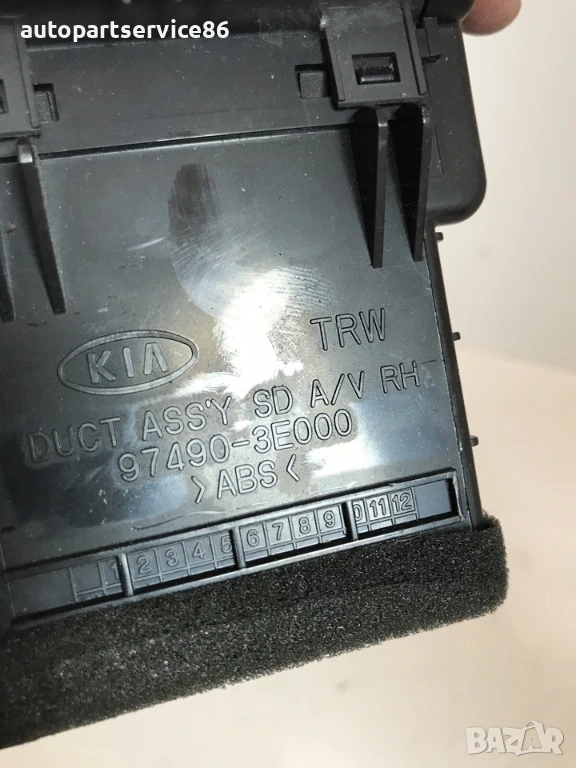 autopartservice86
KIA
TRW
DUCT ASS'Y SD A/V RH
97490-3E000
>ABS<
1 2 3 4 5 6 7 8 9 0 11 12
BAZAR